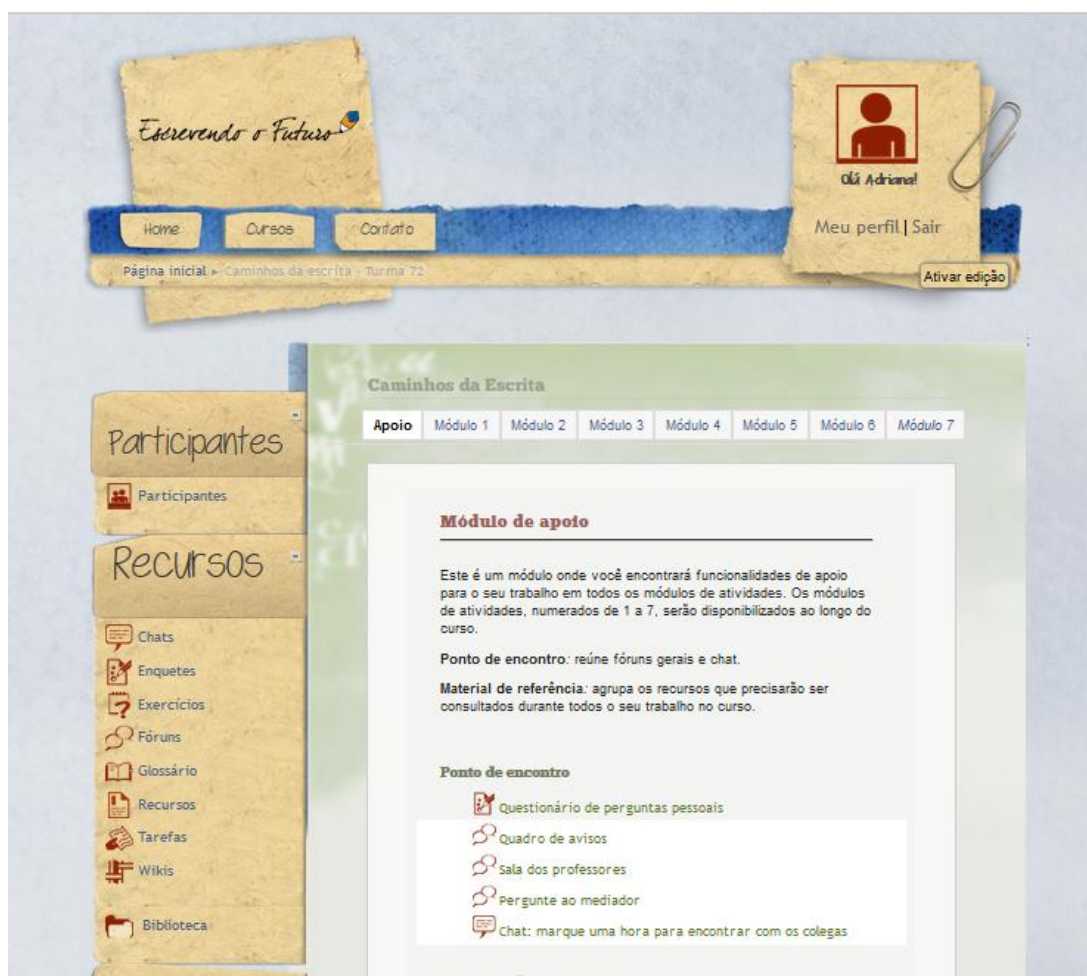 Escrevendo o Futuro
Olá Adriana!
Meu perfil | Sair
Home
Cursos
Contato
Página inicial ► Caminhos da escrita - Turma 72
Ativar edição
Caminhos da Escrita
Apoio
Módulo 1
Módulo 2
Módulo 3
Módulo 4
Módulo 5
Módulo 6
Módulo 7
Participantes
Participantes
Recursos
Chats
Enquetes
Exercícios
Fóruns
Glossário
Recursos
Tarefas
Wikis
Biblioteca
Módulo de apoio
Este é um módulo onde você encontrará funcionalidades de apoio
para o seu trabalho em todos os módulos de atividades. Os módulos
de atividades, numerados de 1 a 7, serão disponibilizados ao longo do
curso.
Ponto de encontro: reúne fóruns gerais e chat.
Material de referência: agrupa os recursos que precisarão ser
consultados durante todos o seu trabalho no curso.
Ponto de encontro
Questionário de perguntas pessoais
Quadro de avisos
Sala dos professores
Pergunte ao mediador
Chat: marque uma hora para encontrar com os colegas